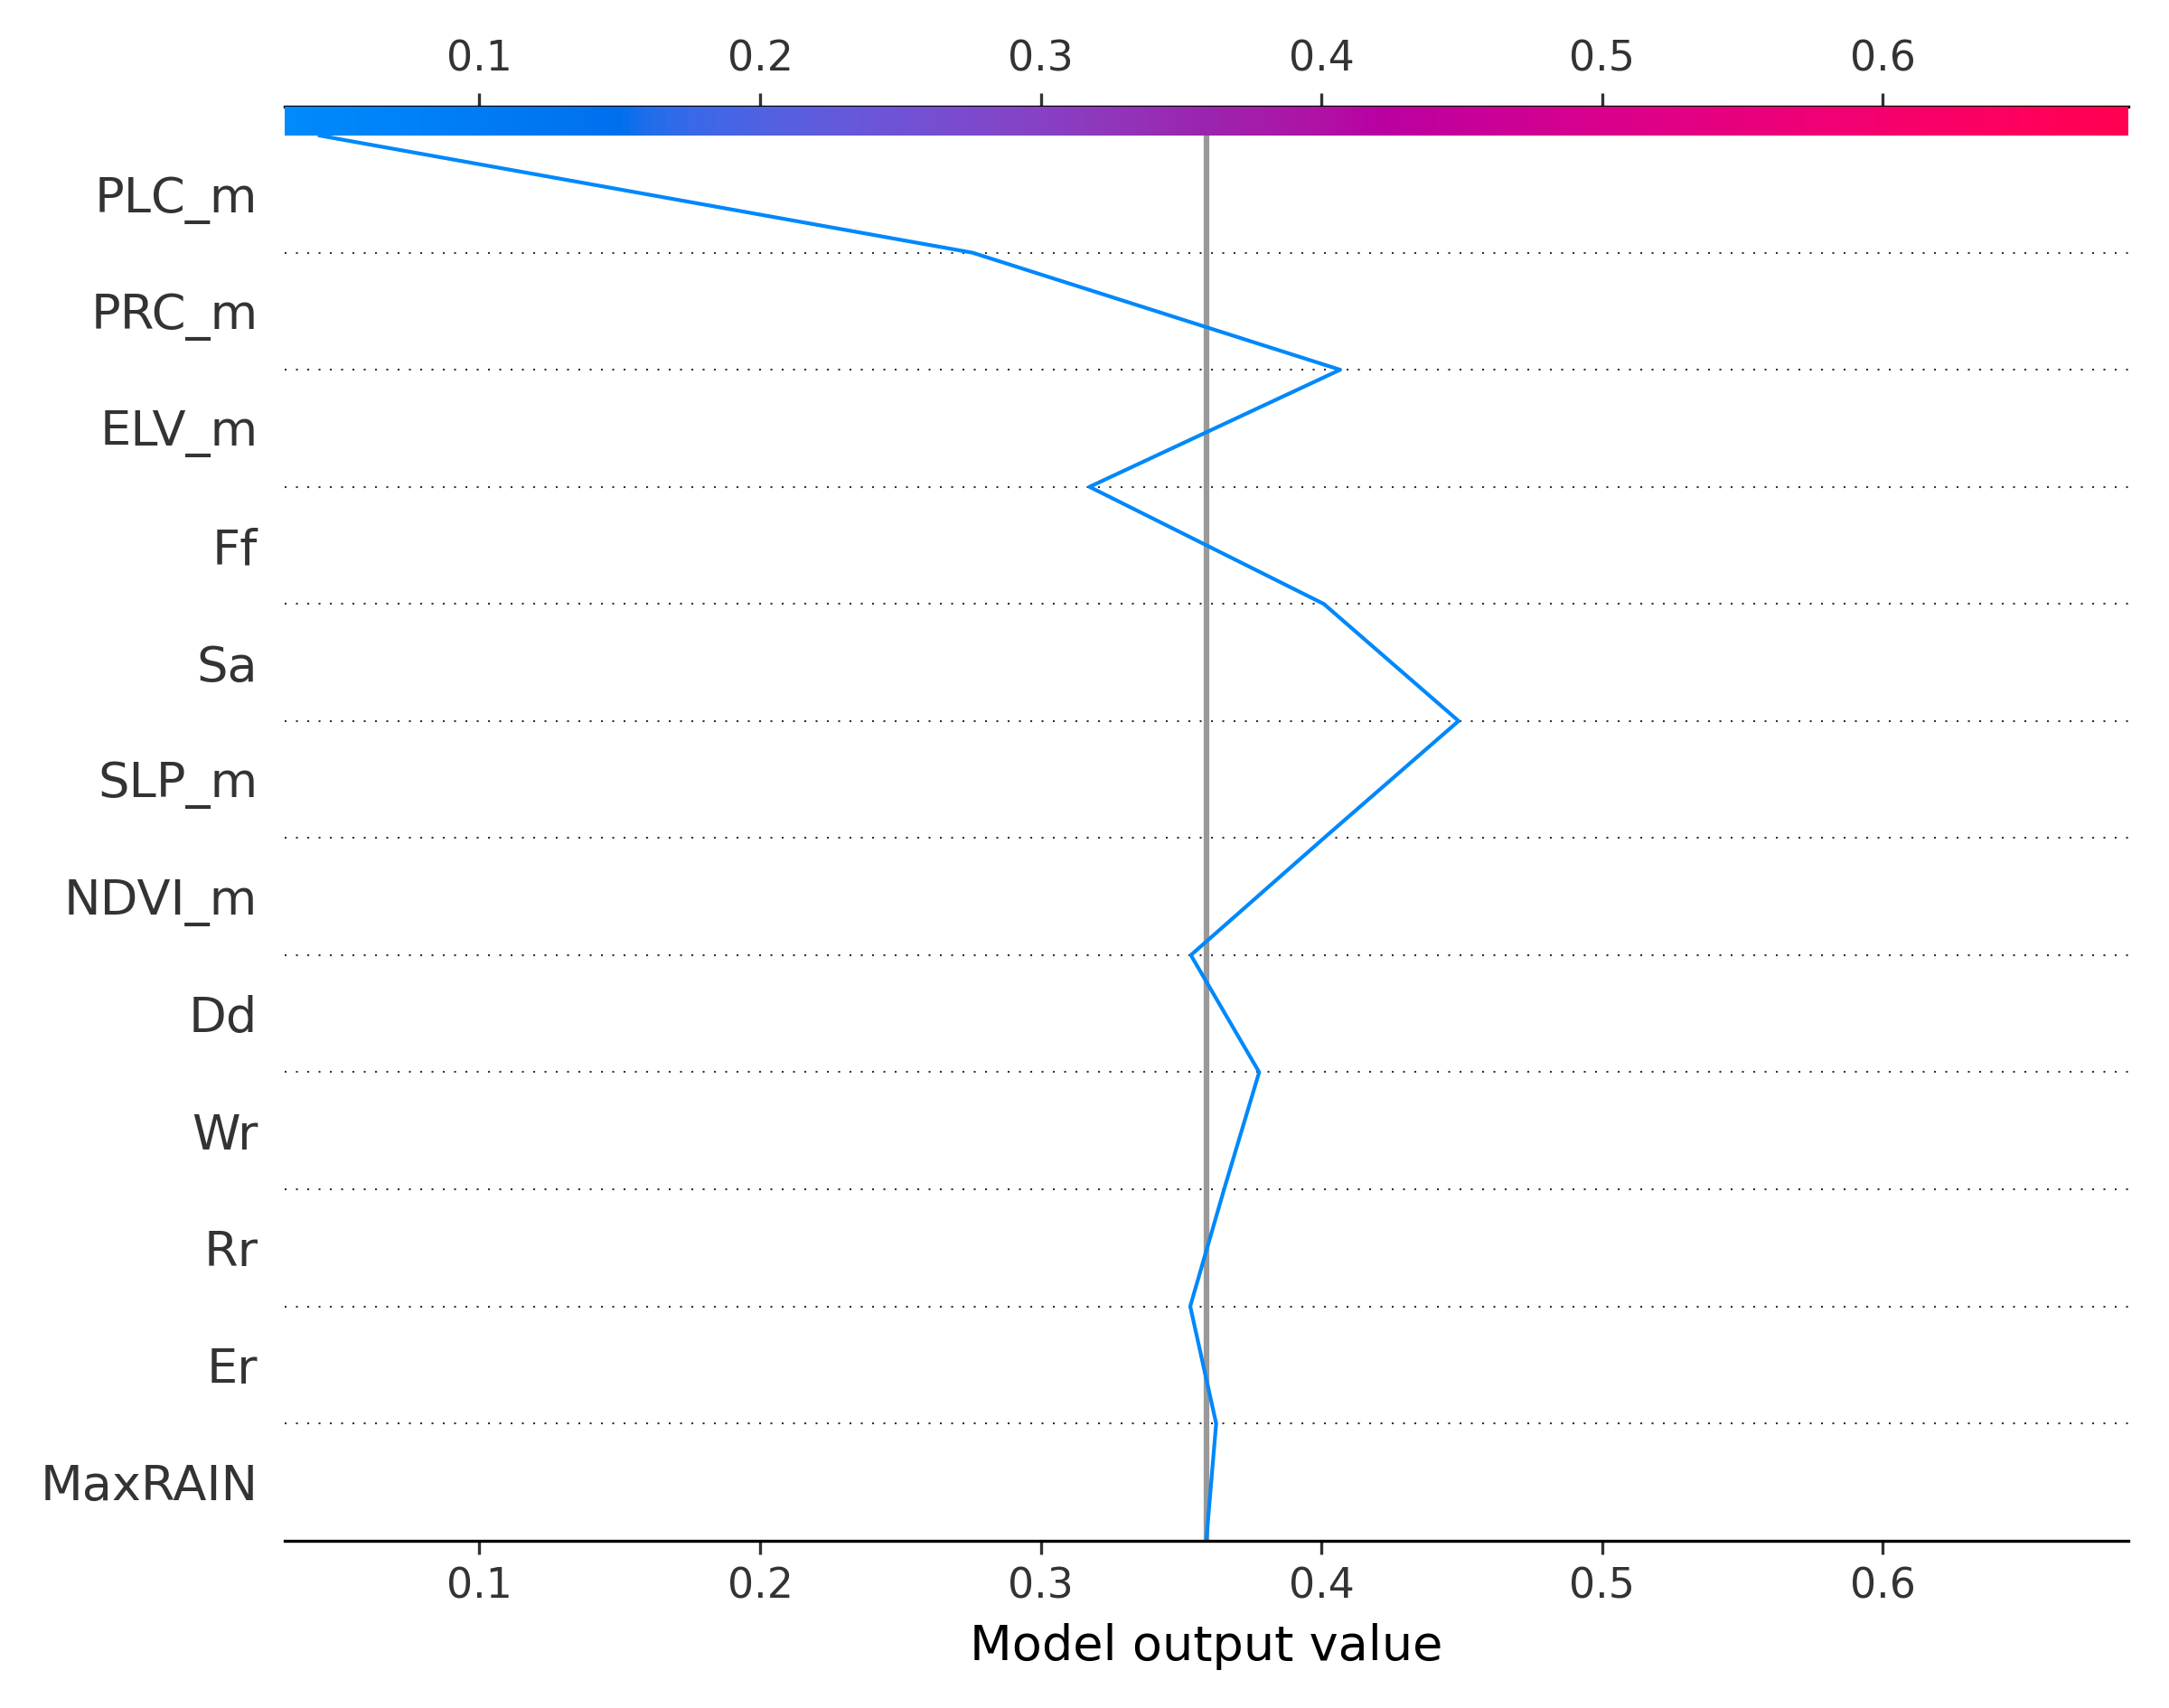 0.1 0.2 0.3 0.4 0.5 0.6
PLC_m
PRC_m
ELV_m
Ff
Sa
SLP_m
NDVI_m
Dd
Wr
Rr
Er
MaxRAIN
0.1 0.2 0.3 0.4 0.5 0.6
Model output value